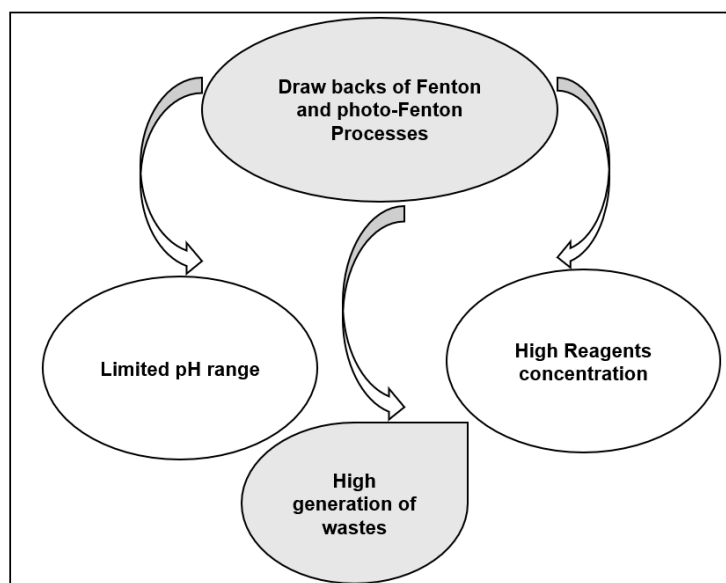 Draw backs of Fenton
and photo-Fenton
Processes
Limited pH range
High Reagents
concentration
High
generation of
wastes